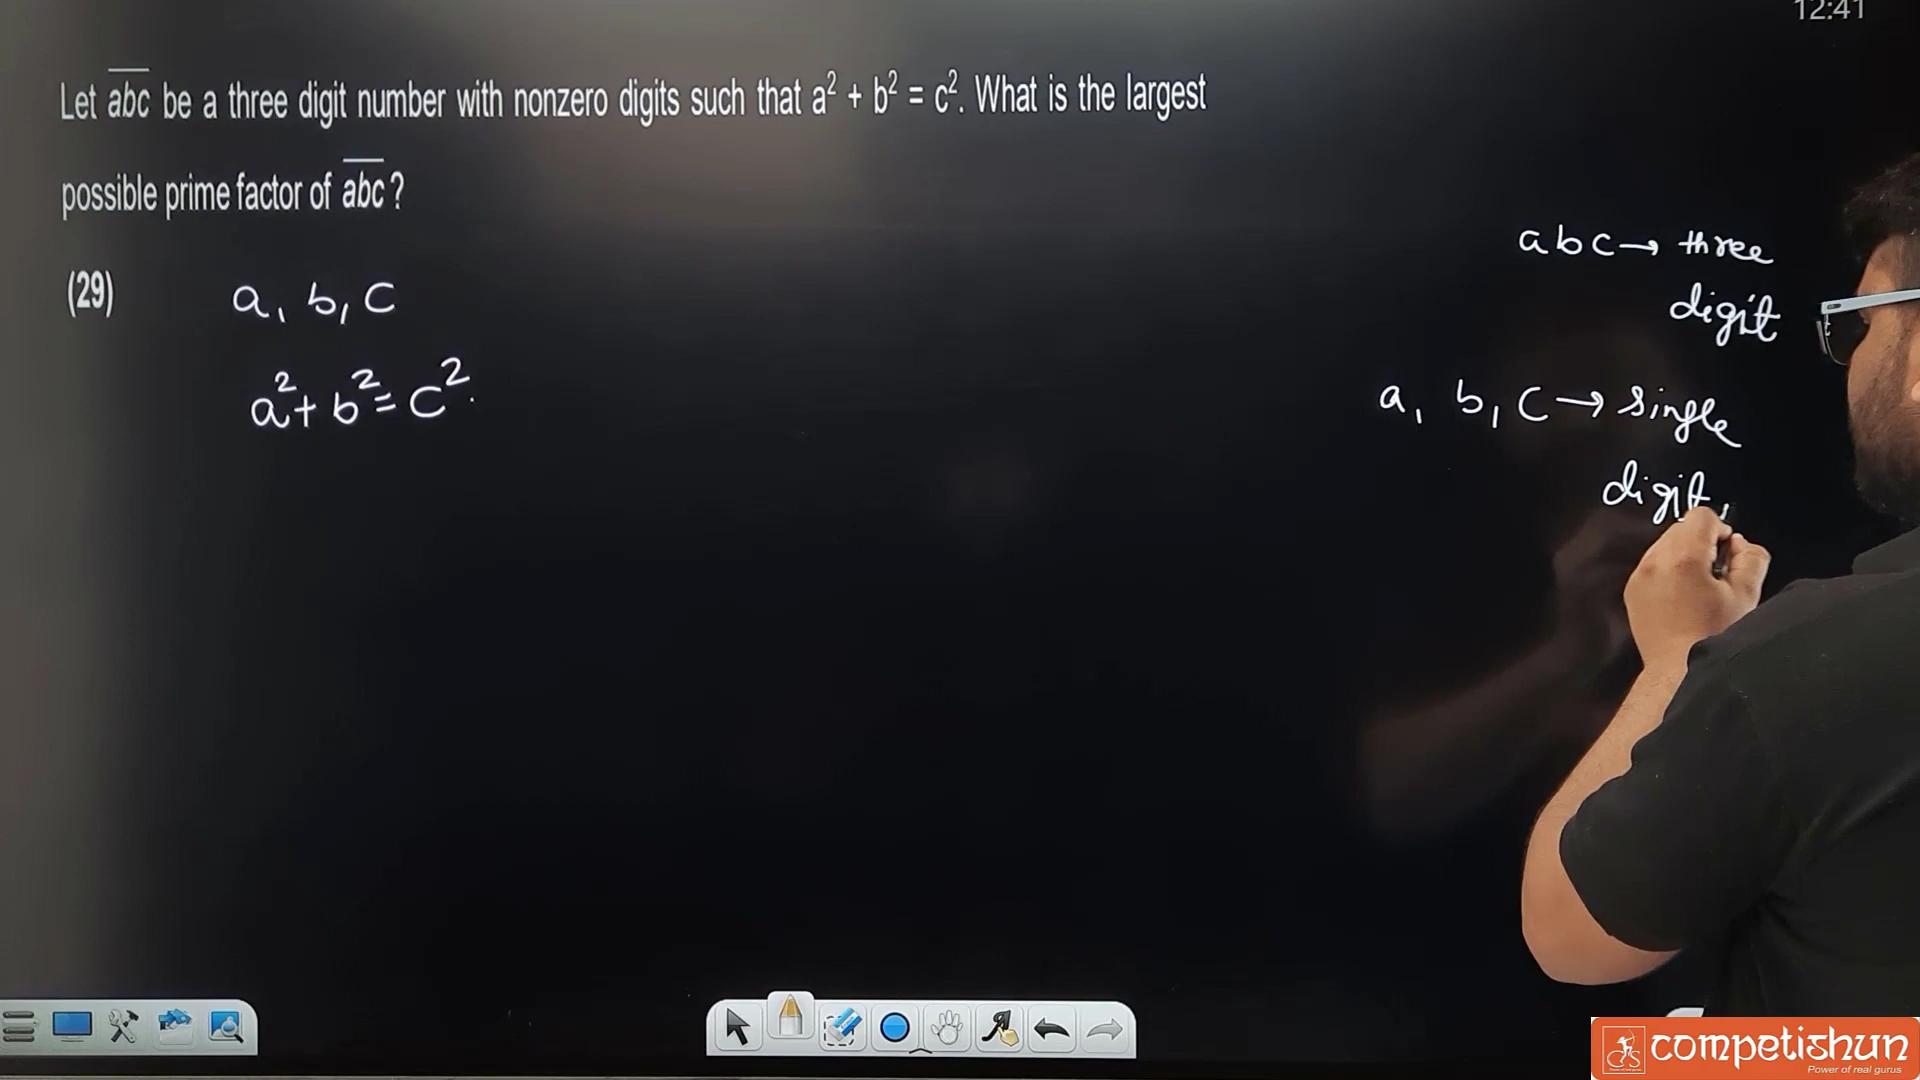 12:41
Let abc be a three digit number with nonzero digits such that a² + b² = c². What is the largest
possible prime factor of abc?
(29)
a, b, c
a² + b² = c².
abc → three
digit
a, b, c → single
digit
competishun
Power of real gurus